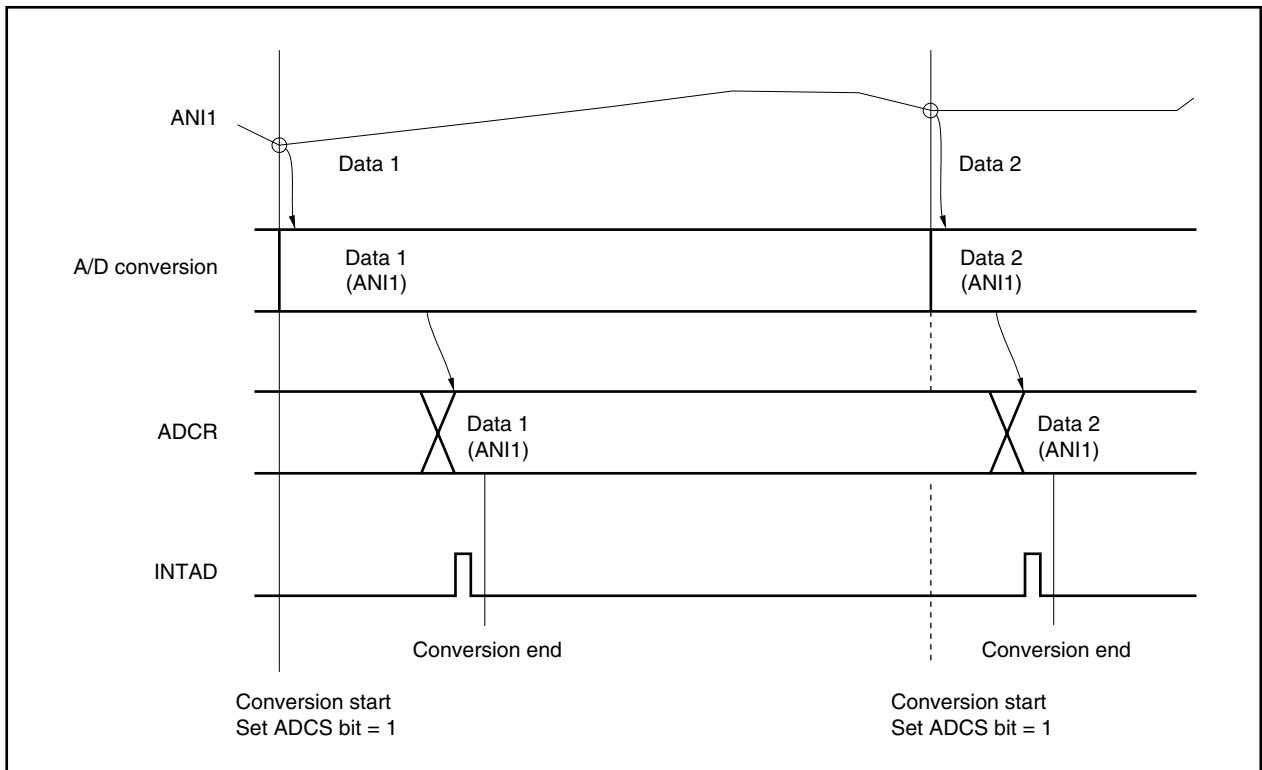 ANI1
Data 1
Data 2
A/D conversion
Data 1
(ANI1)
Data 2
(ANI1)
ADCR
Data 1
(ANI1)
Data 2
(ANI1)
INTAD
Conversion end
Conversion end
Conversion start
Set ADCS bit = 1
Conversion start
Set ADCS bit = 1